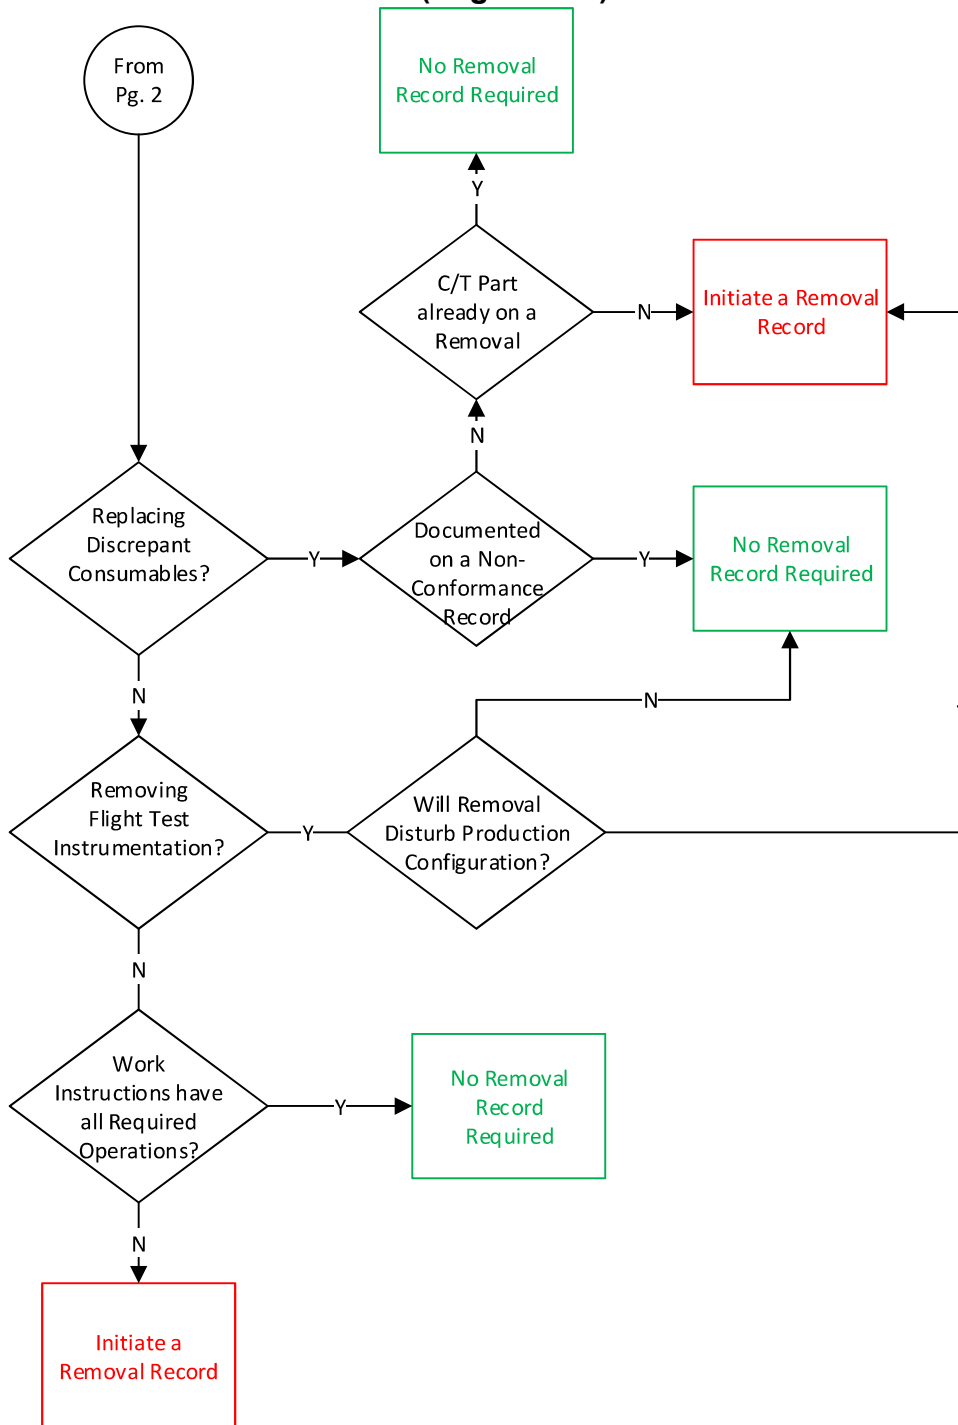 From
Pg. 2
No Removal
Record Required
Y
C/T Part
already on a
Removal
N
Initiate a Removal
Record
N
Replacing
Discrepant
Consumables?
Y
Documented
on a Non-
Conformance
Record
Y
No Removal
Record Required
N
N
Removing
Flight Test
Instrumentation?
Y
Will Removal
Disturb Production
Configuration?
N
Work
Instructions have
all Required
Operations?
Y
No Removal
Record
Required
N
Initiate a
Removal Record